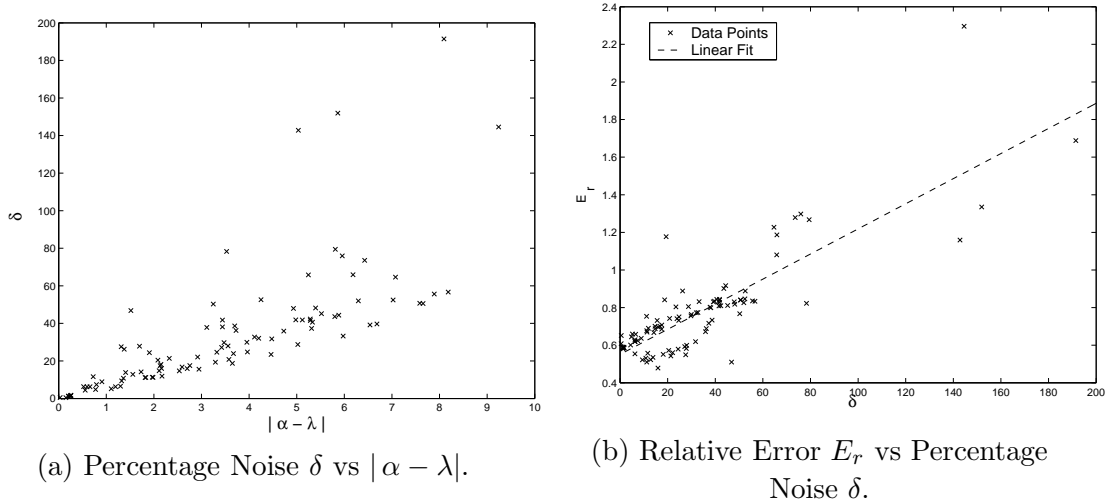 200
180
160
140
120
100
80
60
40
20
0
δ
0 1 2 3 4 5 6 7 8 9 10
| α – λ |
(a) Percentage Noise δ vs | α − λ|.
2.4
2.2
2
1.8
1.6
1.4
1.2
1
0.8
0.6
0.4
E r
Data Points
Linear Fit
0 20 40 60 80 100 120 140 160 180 200
δ
(b) Relative Error Er vs Percentage
Noise δ.